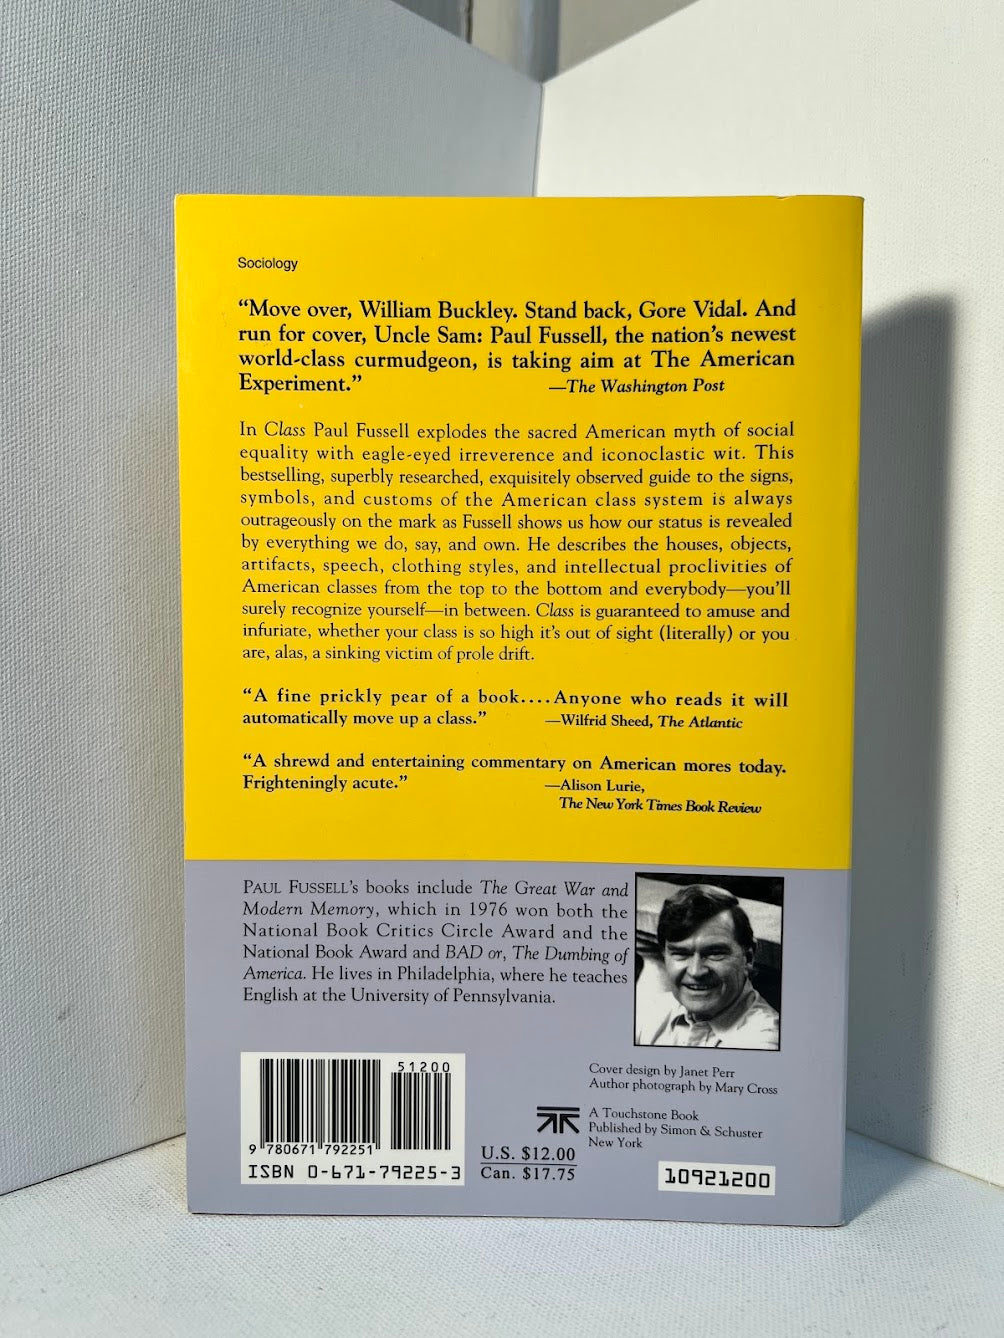 Sociology
“Move over, William Buckley. Stand back, Gore Vidal. And
run for cover, Uncle Sam: Paul Fussell, the nation’s newest
world-class curmudgeon, is taking aim at The American
Experiment.” —The Washington Post
In Class Paul Fussell explodes the sacred American myth of social
equality with eagle-eyed irreverence and iconoclastic wit. This
bestselling, superbly researched, exquisitely observed guide to the signs,
symbols, and customs of the American class system is always
outrageously on the mark as Fussell shows us how our status is revealed
by everything we do, say, and own. He describes the houses, objects,
artifacts, speech, clothing styles, and intellectual proclivities of
American classes from the top to the bottom and everybody—you’ll
surely recognize yourself—in between. Class is guaranteed to amuse and
infuriate, whether your class is so high it’s out of sight (literally) or you
are, alas, a sinking victim of prole drift.
“A fine prickly pear of a book....Anyone who reads it will
automatically move up a class.” —Wilfrid Sheed, The Atlantic
“A shrewd and entertaining commentary on American mores today.
Frighteningly acute.” —Alison Lurie,
The New York Times Book Review
PAUL FUSSELL’s books include The Great War and
Modern Memory, which in 1976 won both the
National Book Critics Circle Award and the
National Book Award and BAD or, The Dumbing of
America. He lives in Philadelphia, where he teaches
English at the University of Pennsylvania.
Cover design by Janet Perr
Author photograph by Mary Cross
A Touchstone Book
Published by Simon & Schuster
New York
51200
9 780671 792251
ISBN 0-671-79225-3
U.S. $12.00
Can. $17.75
10921200